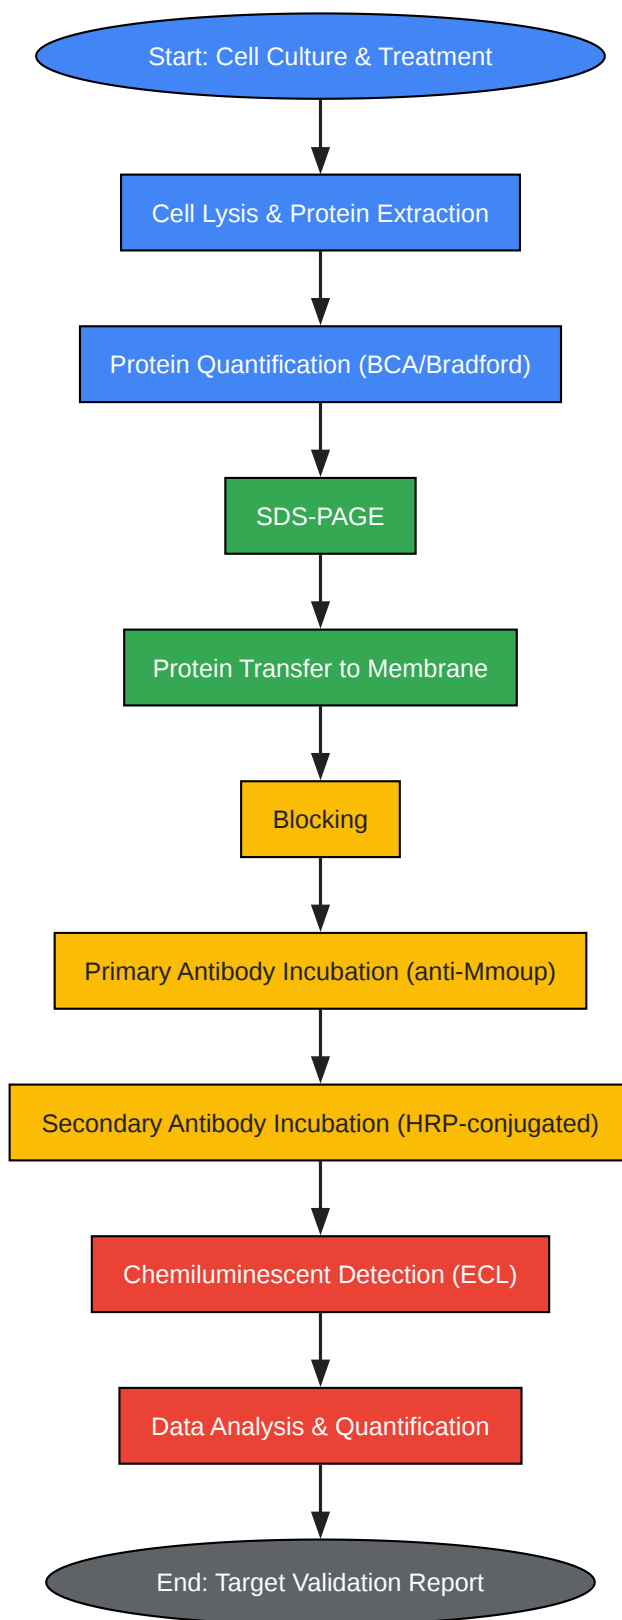 Start: Cell Culture & Treatment
Cell Lysis & Protein Extraction
Protein Quantification (BCA/Bradford)
SDS-PAGE
Protein Transfer to Membrane
Blocking
Primary Antibody Incubation (anti-Mmoup)
Secondary Antibody Incubation (HRP-conjugated)
Chemiluminescent Detection (ECL)
Data Analysis & Quantification
End: Target Validation Report